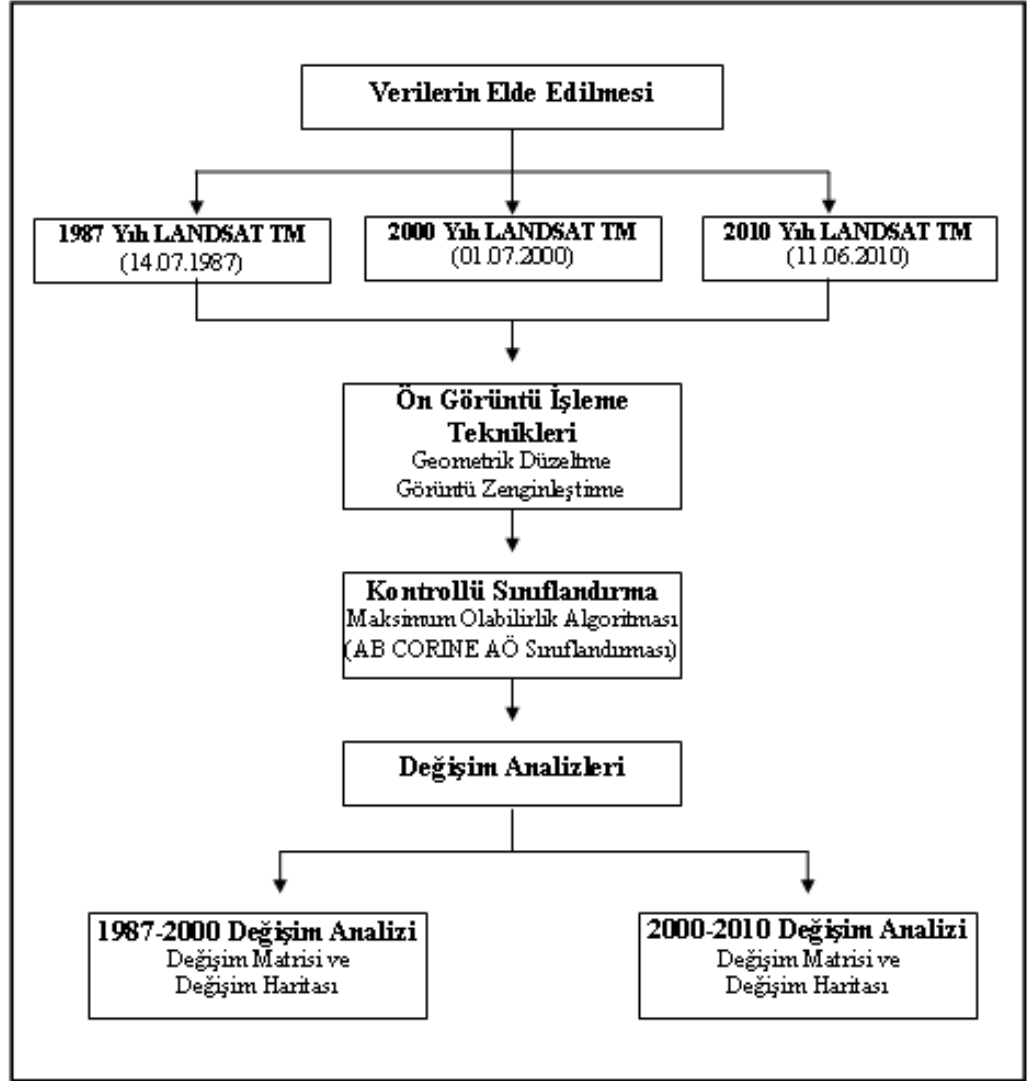 Verilerin Elde Edilmesi
1987 Yılı LANDSAT TM
(14.07.1987)
2000 Yılı LANDSAT TM
(01.07.2000)
2010 Yılı LANDSAT TM
(11.06.2010)
Ön Görüntü İşleme
Teknikleri
Geometrik Düzeltme
Görüntü Zenginleştirme
Kontrollü Sınıflandırma
Maksimum Olabilirlik Algoritması
(AB CORINE AÖ Sınıflandırması)
Değişim Analizleri
1987-2000 Değişim Analizi
Değişim Matrisi ve
Değişim Haritası
2000-2010 Değişim Analizi
Değişim Matrisi ve
Değişim Haritası